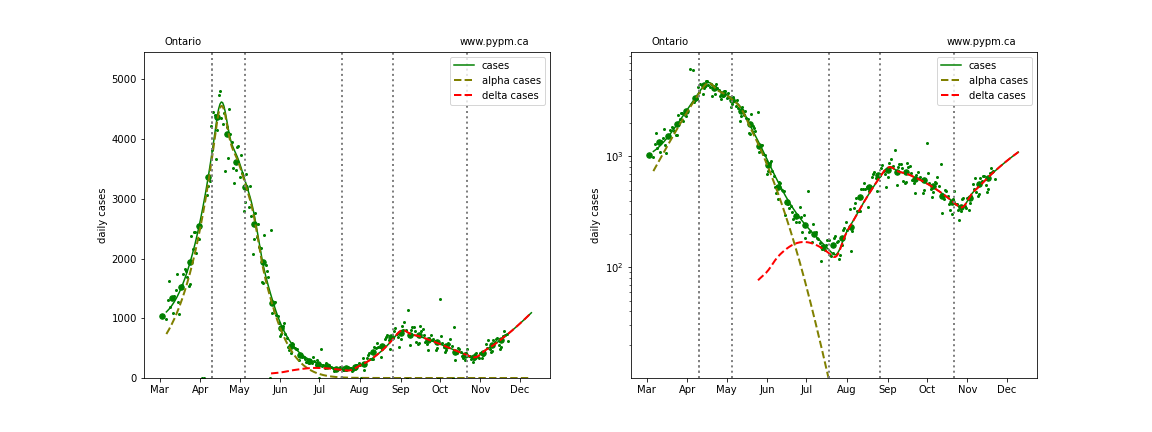 Ontario www.pypm.ca
cases
alpha cases
delta cases
daily cases
5000
4000
3000
2000
1000
0
Mar Apr May Jun Jul Aug Sep Oct Nov Dec
Ontario www.pypm.ca
cases
alpha cases
delta cases
daily cases
10³
10²
Mar Apr May Jun Jul Aug Sep Oct Nov Dec